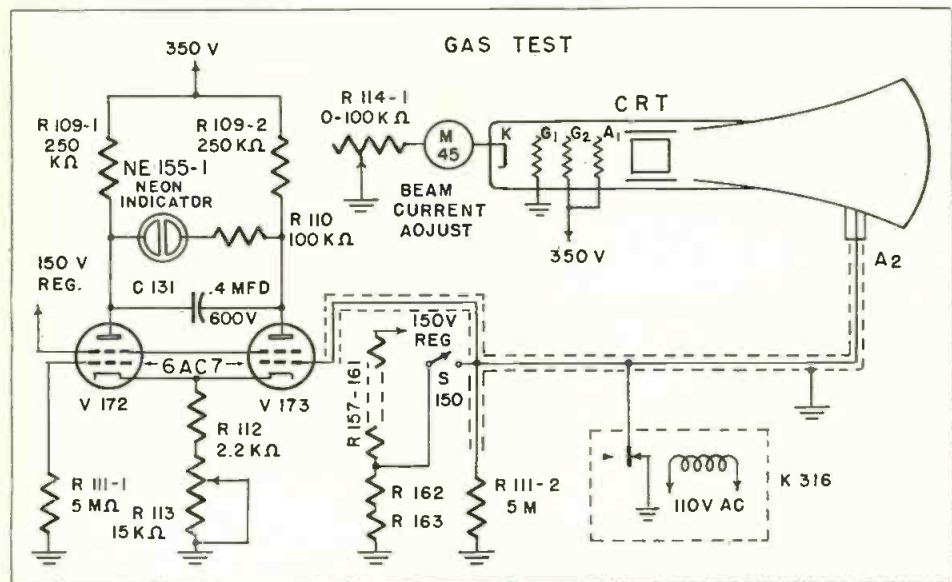 GAS TEST
350 V
R 109-1
250
KΩ
R 109-2
250 KΩ
NE 155-1
NEON
INDICATOR
R 110
100 KΩ
150 V
REG.
C 131
.4 MFD
600V
6AC7
V 172
V 173
R 112
2.2 KΩ
R 111-1
5 MΩ
R 113
15 KΩ
R 114-1
0-100 KΩ
M
45
BEAM
CURRENT
ADJUST
CRT
K
G1
G2
A1
350 V
A2
150V
REG
S
150
R 157-161
R 162
R 163
R 111-2
5 M
110V AC
K 316